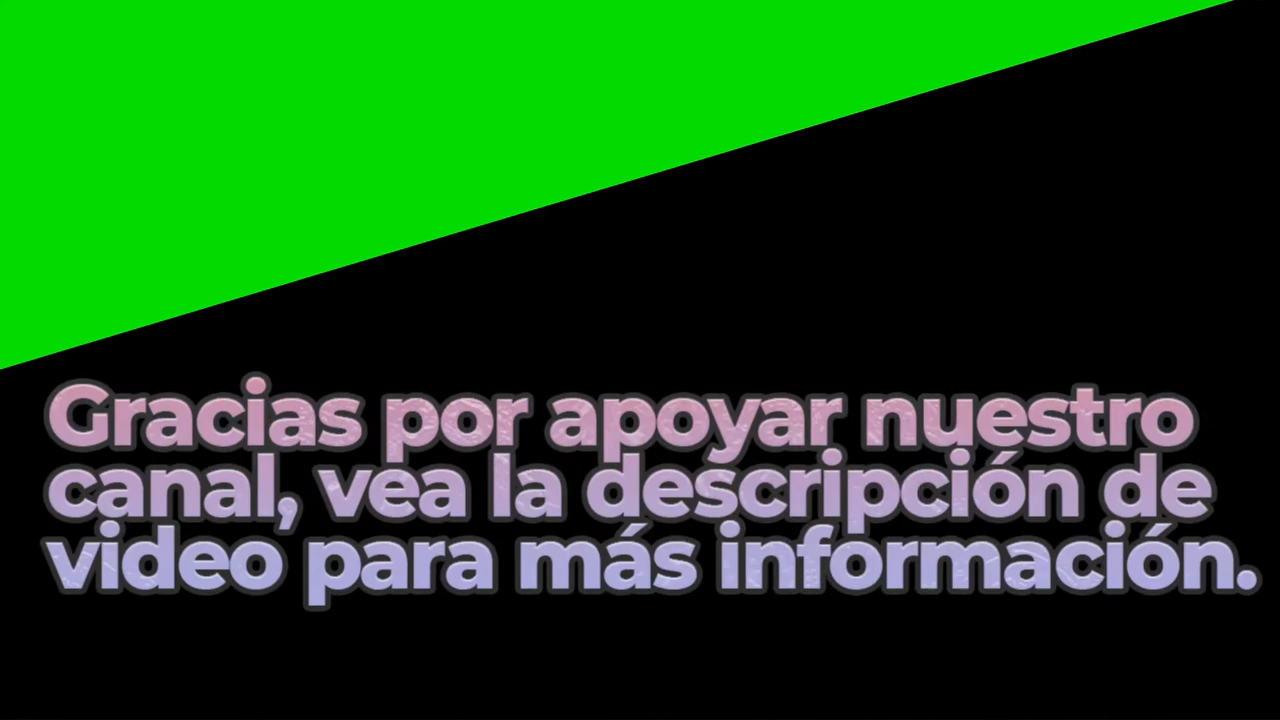 Gracias por apoyar nuestro
canal, vea la descripción de
video para más información.